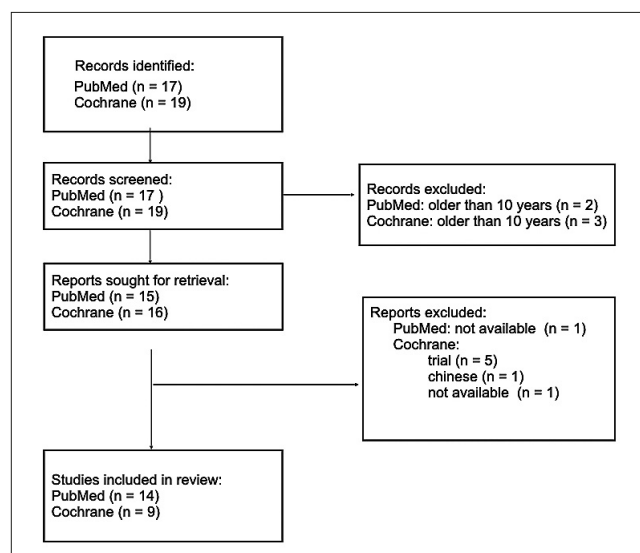 Records identified:
PubMed (n = 17)
Cochrane (n = 19)
Records screened:
PubMed (n = 17 )
Cochrane (n = 19)
Records excluded:
PubMed: older than 10 years (n = 2)
Cochrane: older than 10 years (n = 3)
Reports sought for retrieval:
PubMed (n = 15)
Cochrane (n = 16)
Reports excluded:
PubMed: not available (n = 1)
Cochrane:
trial (n = 5)
chinese (n = 1)
not available (n = 1)
Studies included in review:
PubMed (n = 14)
Cochrane (n = 9)